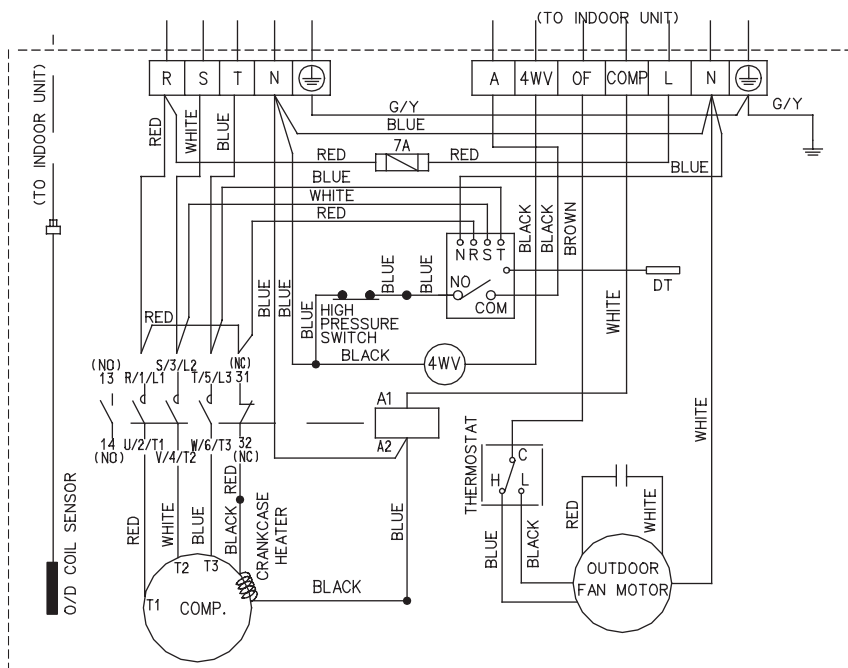 (TO INDOOR UNIT)
R S T N
A 4WV OF COMP L N
(TO INDOOR UNIT)
G/Y
G/Y
RED
WHITE
BLUE
BLUE
7A
RED
RED
BLUE
BLUE
WHITE
RED
BLACK
BLACK
BROWN
N R S T
NO
COM
DT
BLUE
BLUE
BLUE
BLUE
BLUE
HIGH
PRESSURE
SWITCH
WHITE
RED
BLACK
4WV
(NO)
13
R/1/L1
S/3/L2
T/5/L3
(NC)
31
A1
A2
14
(NO)
U/2/T1
V/4/T2
W/6/T3
32
(NC)
WHITE
THERMOSTAT
C
H L
RED
WHITE
BLUE
BLACK
OUTDOOR
FAN MOTOR
RED
WHITE
BLUE
RED
BLACK
CRANKCASE
HEATER
BLUE
BLACK
T1
T2
T3
COMP.
O/D COIL SENSOR